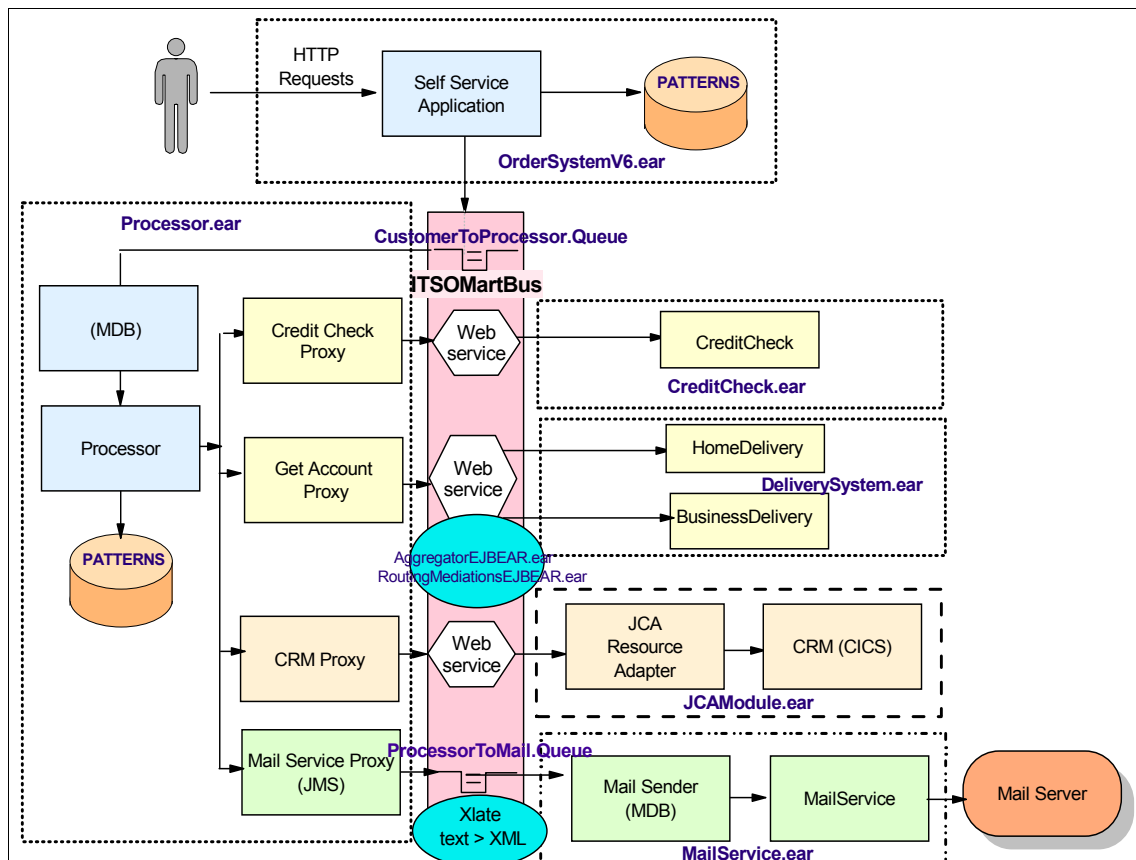 HTTP
Requests
Self Service
Application
PATTERNS
OrderSystemV6.ear
Processor.ear
CustomerToProcessor.Queue
ITSOMartBus
(MDB)
Credit Check
Proxy
Web
service
CreditCheck
CreditCheck.ear
Processor
Get Account
Proxy
Web
service
HomeDelivery
DeliverySystem.ear
BusinessDelivery
PATTERNS
AggregatorEJBEAR.ear
RoutingMediationsEJBEAR.ear
CRM Proxy
Web
service
JCA
Resource
Adapter
CRM (CICS)
JCAModule.ear
ProcessorToMail.Queue
Mail Service Proxy
(JMS)
Mail Sender
(MDB)
MailService
Mail Server
Xlate
text > XML
MailService.ear